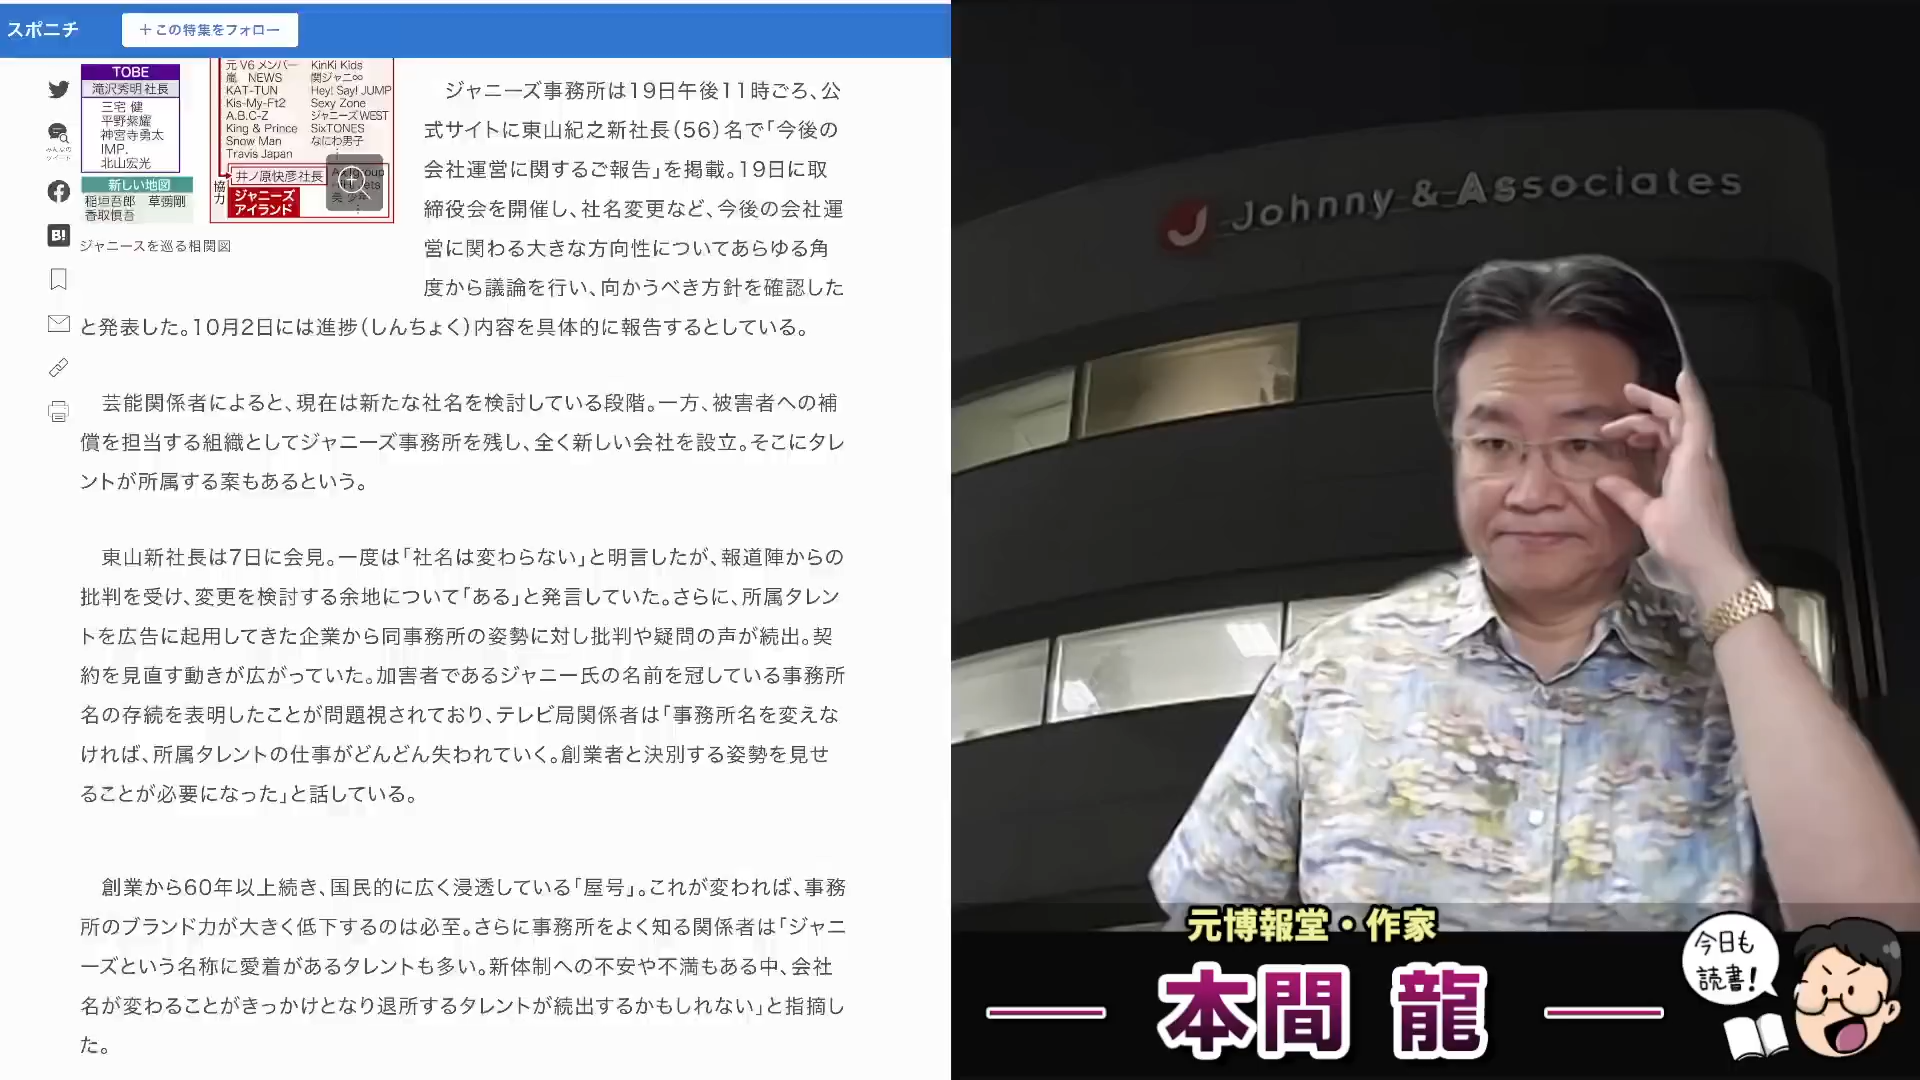 スポニチ
＋この特集をフォロー
TOBE
滝沢秀明社長
三宅 健
平野紫耀
神宮寺勇太
IMP.
北山宏光
新しい地図
稲垣吾郎 草彅剛
香取慎吾
元V6メンバー
嵐 NEWS
KAT-TUN
Kis-My-Ft2
A.B.C-Z
King & Prince
Snow Man
Travis Japan
KinKi Kids
関ジャニ∞
Hey! Say! JUMP
Sexy Zone
ジャニーズWEST
SixTONES
なにわ男子
井ノ原快彦社長
協力
ジャニーズ
アイランド
みんなの
ツイート
B!
ジャニースを巡る相関図
ジャニーズ事務所は19日午後11時ごろ、公
式サイトに東山紀之新社長（56）名で「今後の
会社運営に関するご報告」を掲載。19日に取
締役会を開催し、社名変更など、今後の会社運
営に関わる大きな方向性についてあらゆる角
度から議論を行い、向かうべき方針を確認した
と発表した。10月2日には進捗（しんちょく）内容を具体的に報告するとしている。
芸能関係者によると、現在は新たな社名を検討している段階。一方、被害者への補
償を担当する組織としてジャニーズ事務所を残し、全く新しい会社を設立。そこにタレ
ントが所属する案もあるという。
東山新社長は7日に会見。一度は「社名は変わらない」と明言したが、報道陣からの
批判を受け、変更を検討する余地について「ある」と発言していた。さらに、所属タレン
トを広告に起用してきた企業から同事務所の姿勢に対し批判や疑問の声が続出。契
約を見直す動きが広がっていた。加害者であるジャニー氏の名前を冠している事務所
名の存続を表明したことが問題視されており、テレビ局関係者は「事務所名を変えな
ければ、所属タレントの仕事がどんどん失われていく。創業者と決別する姿勢を見せ
ることが必要になった」と話している。
創業から60年以上続き、国民的に広く浸透している「屋号」。これが変われば、事務
所のブランド力が大きく低下するのは必至。さらに事務所をよく知る関係者は「ジャニ
ーズという名称に愛着があるタレントも多い。新体制への不安や不満もある中、会社
名が変わることがきっかけとなり退所するタレントが続出するかもしれない」と指摘し
た。
Johnny & Associates
元博報堂・作家
本間 龍
今日も
読書！